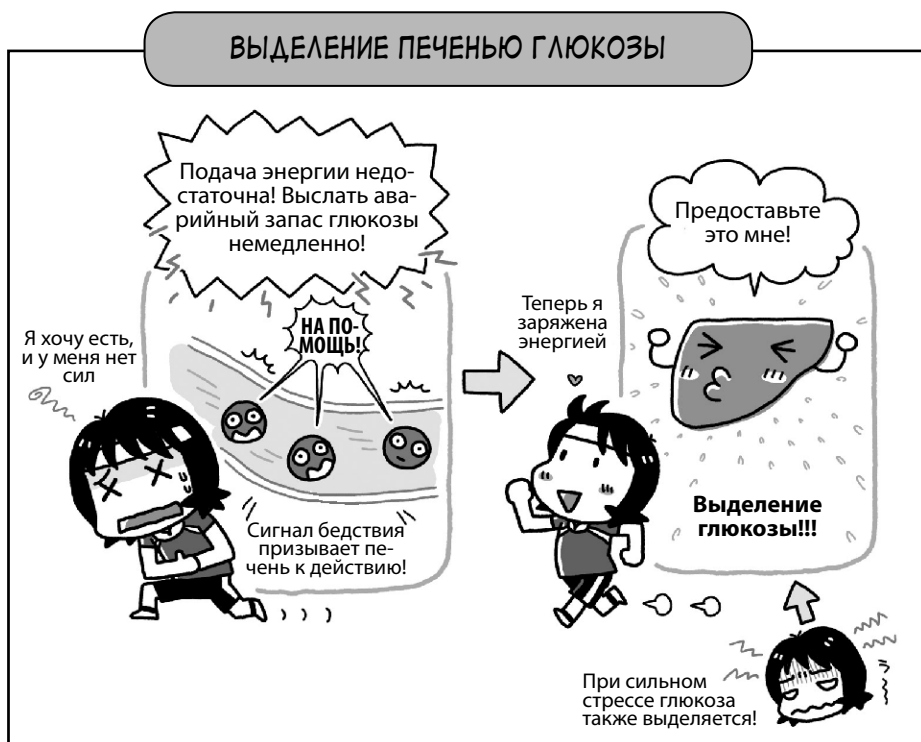 ВЫДЕЛЕНИЕ ПЕЧЕНЬЮ ГЛЮКОЗЫ
Подача энергии недо-
статочна! Выслать ава-
рийный запас глюкозы
немедленно!
Я хочу есть,
и у меня нет
сил
НА ПО-
МОЩЬ!
Сигнал бедствия
призывает пе-
чень к действию!
Теперь я
заряжена
энергией
Предоставьте
это мне!
Выделение
глюкозы!!!
При сильном
стрессе глюкоза
также выделяется!